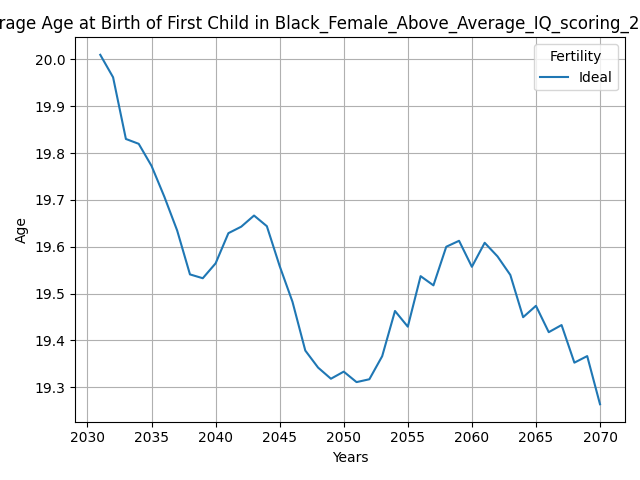 rage Age at Birth of First Child in Black_Female_Above_Average_IQ_scoring_2
Fertility
Ideal
20.0
19.9
19.8
19.7
19.6
19.5
19.4
19.3
Age
2030 2035 2040 2045 2050 2055 2060 2065 2070
Years